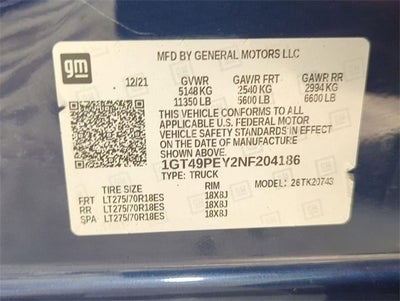 gm
MFD BY GENERAL MOTORS LLC
12/21 GVWR GAWR FRT GAWR RR
5148 KG 2540 KG 2994 KG
11350 LB 5600 LB 6600 LB
THIS VEHICLE CONFORMS TO ALL
APPLICABLE U.S. FEDERAL MOTOR
VEHICLE SAFETY STANDARDS IN EFFECT
ON THE DATE OF MANUFACTURE
SHOWN ABOVE.
1GT49PEY2NF204186
TYPE: TRUCK
MODEL: 26TK20743
TIRE SIZE RIM
FRT LT275/70R18ES 18X8J
RR LT275/70R18ES 18X8J
SPA LT275/70R18ES 18X8J